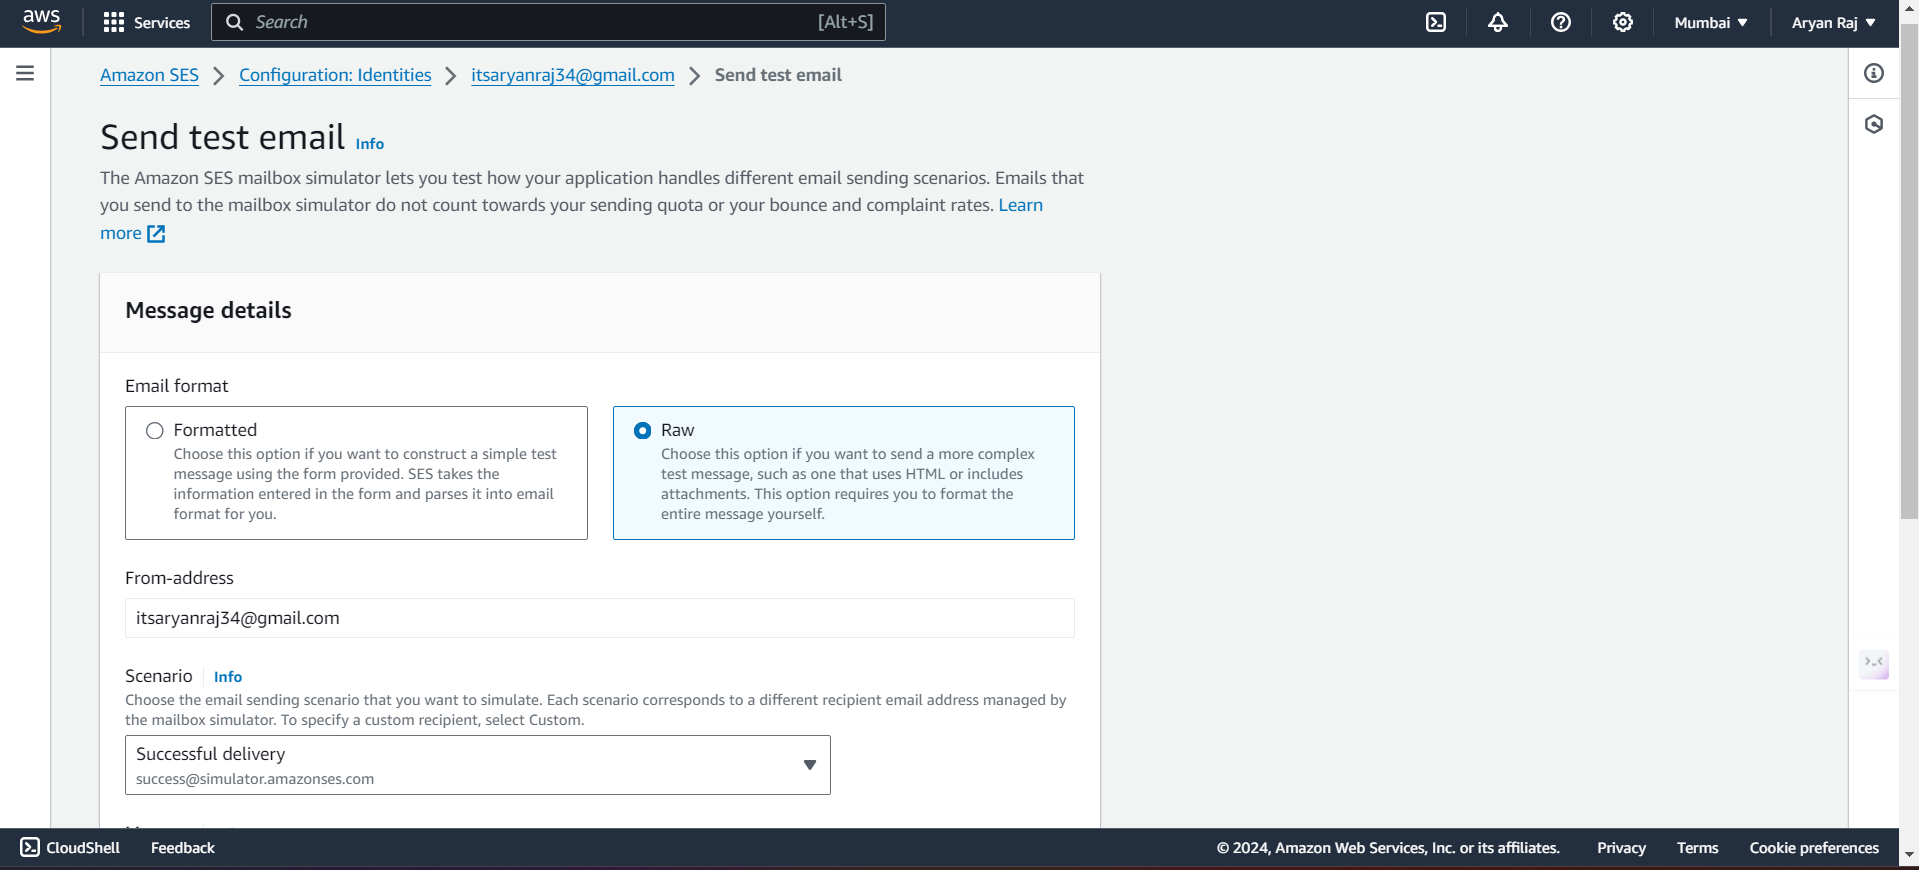 aws
Services
Search
[Alt+S]
Mumbai
Aryan Raj
Amazon SES
Configuration: Identities
itsaryanraj34@gmail.com
Send test email
Send test email
Info
The Amazon SES mailbox simulator lets you test how your application handles different email sending scenarios. Emails that
you send to the mailbox simulator do not count towards your sending quota or your bounce and complaint rates. Learn
more
Message details
Email format
Formatted
Choose this option if you want to construct a simple test
message using the form provided. SES takes the
information entered in the form and parses it into email
format for you.
Raw
Choose this option if you want to send a more complex
test message, such as one that uses HTML or includes
attachments. This option requires you to format the
entire message yourself.
From-address
itsaryanraj34@gmail.com
Scenario
Info
Choose the email sending scenario that you want to simulate. Each scenario corresponds to a different recipient email address managed by
the mailbox simulator. To specify a custom recipient, select Custom.
Successful delivery
success@simulator.amazonses.com
CloudShell
Feedback
© 2024, Amazon Web Services, Inc. or its affiliates.
Privacy
Terms
Cookie preferences